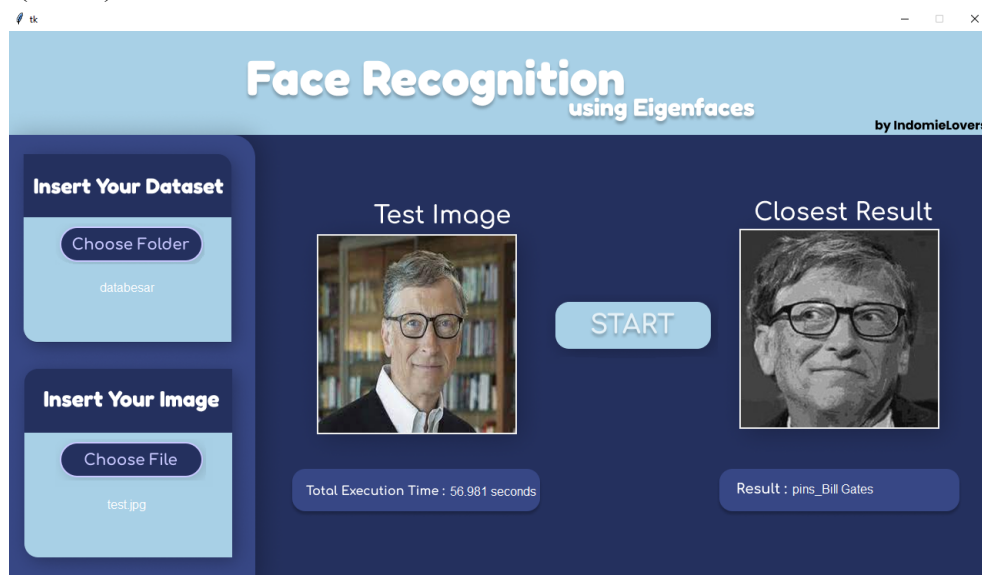 tk
Face Recognition
using Eigenfaces
by IndomieLovers
Insert Your Dataset
Choose Folder
databesar
Insert Your Image
Choose File
test.jpg
Test Image
START
Closest Result
Total Execution Time : 56.981 seconds
Result : pins_Bill Gates